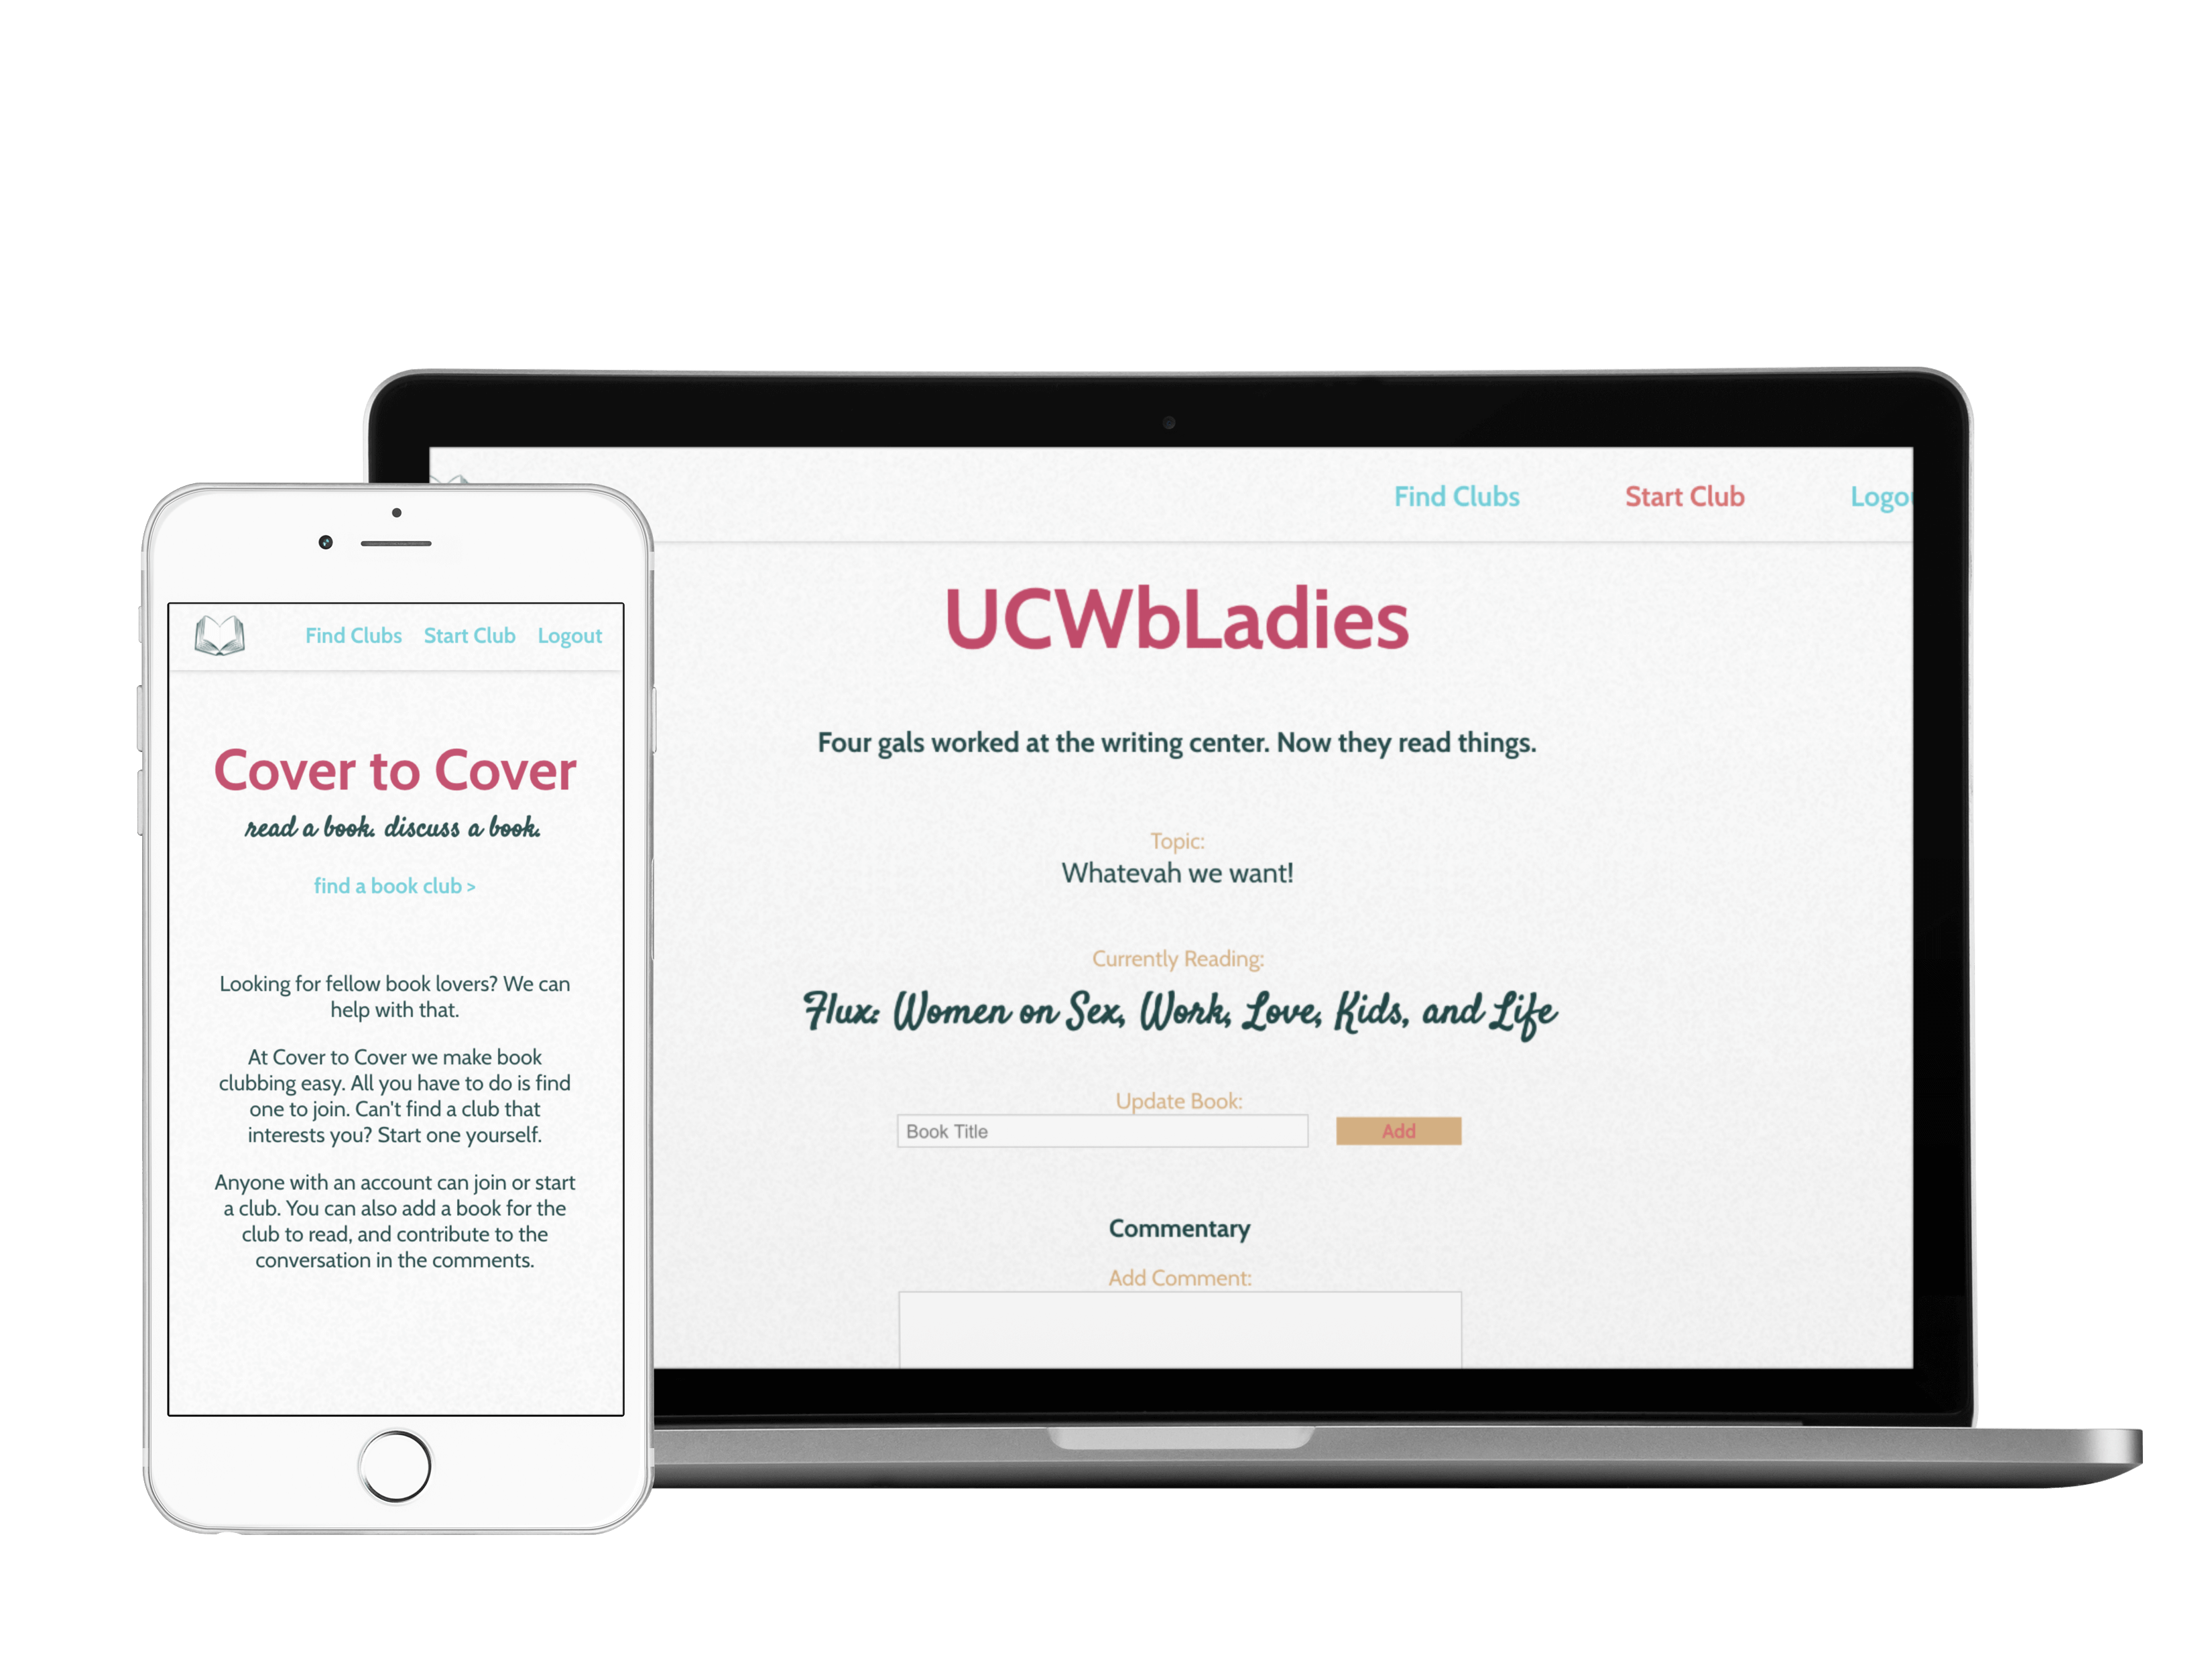 Find Clubs Start Club Logout
Cover to Cover
read a book. discuss a book.
find a book club >
Looking for fellow book lovers? We can
help with that.
At Cover to Cover we make book
clubbing easy. All you have to do is find
one to join. Can't find a club that
interests you? Start one yourself.
Anyone with an account can join or start
a club. You can also add a book for the
club to read, and contribute to the
conversation in the comments.
Find Clubs Start Club Logo
UCWbLadies
Four gals worked at the writing center. Now they read things.
Topic:
Whatevah we want!
Currently Reading:
Flux: Women on Sex, Work, Love, Kids, and Life
Update Book:
Book Title Add
Commentary
Add Comment: